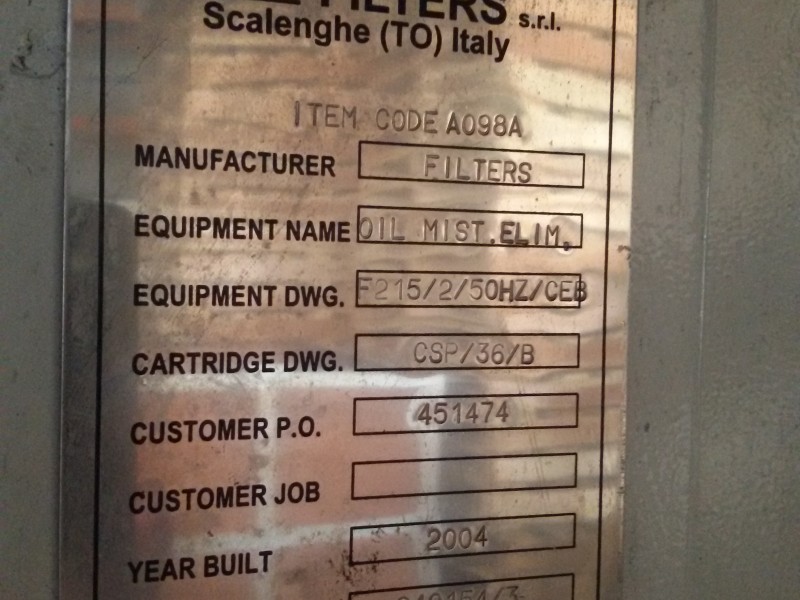 FILTERS s.r.l.
Scalenghe (TO) Italy
ITEM CODE A098A
MANUFACTURER FILTERS
EQUIPMENT NAME OIL MIST.ELIM.
EQUIPMENT DWG. F215/2/50HZ/CEB
CARTRIDGE DWG. CSP/36/B
CUSTOMER P.O. 451474
CUSTOMER JOB
YEAR BUILT 2004